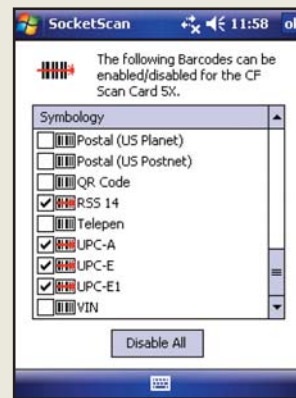 SocketScan 11:58 ok
The following Barcodes can be
enabled/disabled for the CF
Scan Card 5X.
Symbology
Postal (US Planet)
Postal (US Postnet)
QR Code
RSS 14
Telepen
UPC-A
UPC-E
UPC-E1
VIN
Disable All